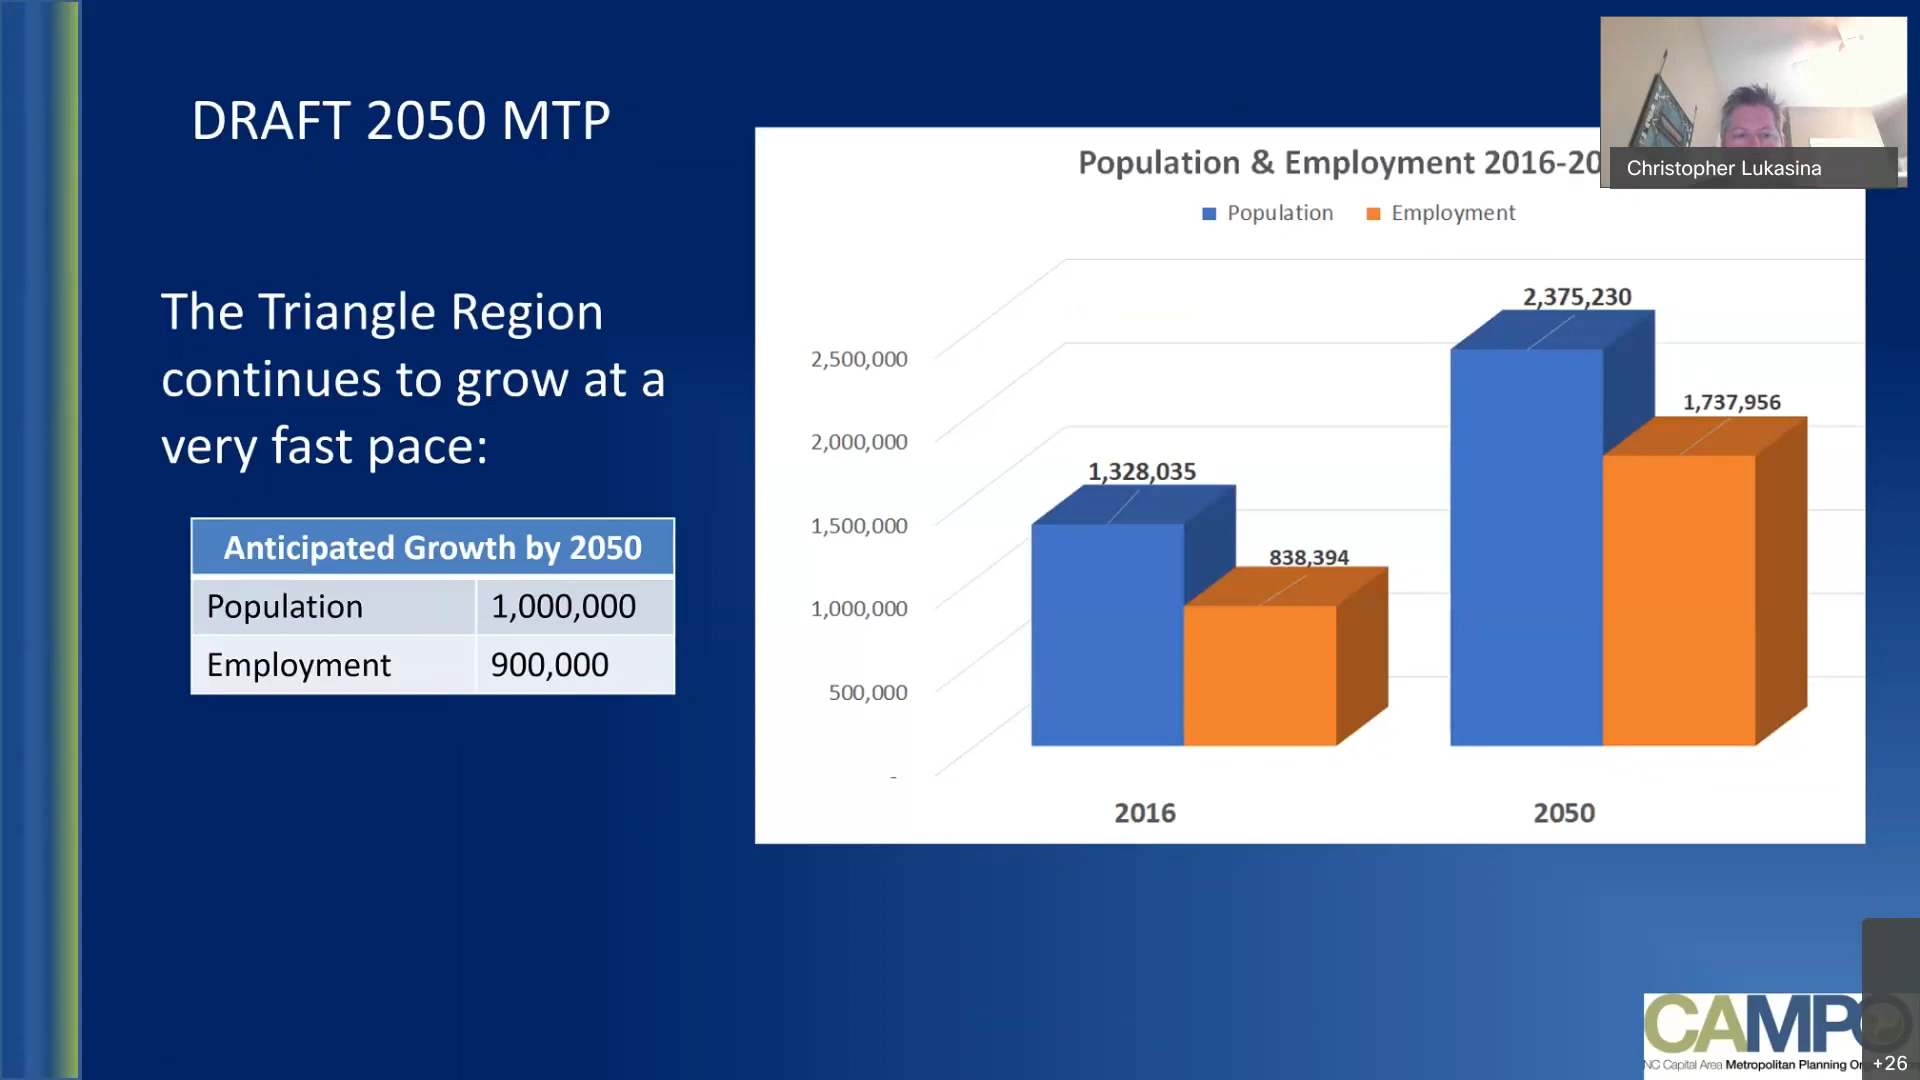 DRAFT 2050 MTP
The Triangle Region
continues to grow at a
very fast pace:
Anticipated Growth by 2050
Population 1,000,000
Employment 900,000
Population & Employment 2016-20
Population Employment
2,500,000
2,000,000
1,500,000
1,000,000
500,000
-
1,328,035
838,394
2,375,230
1,737,956
2016 2050
Christopher Lukasina
CAMPO
NC Capital Area Metropolitan Planning Or
+26